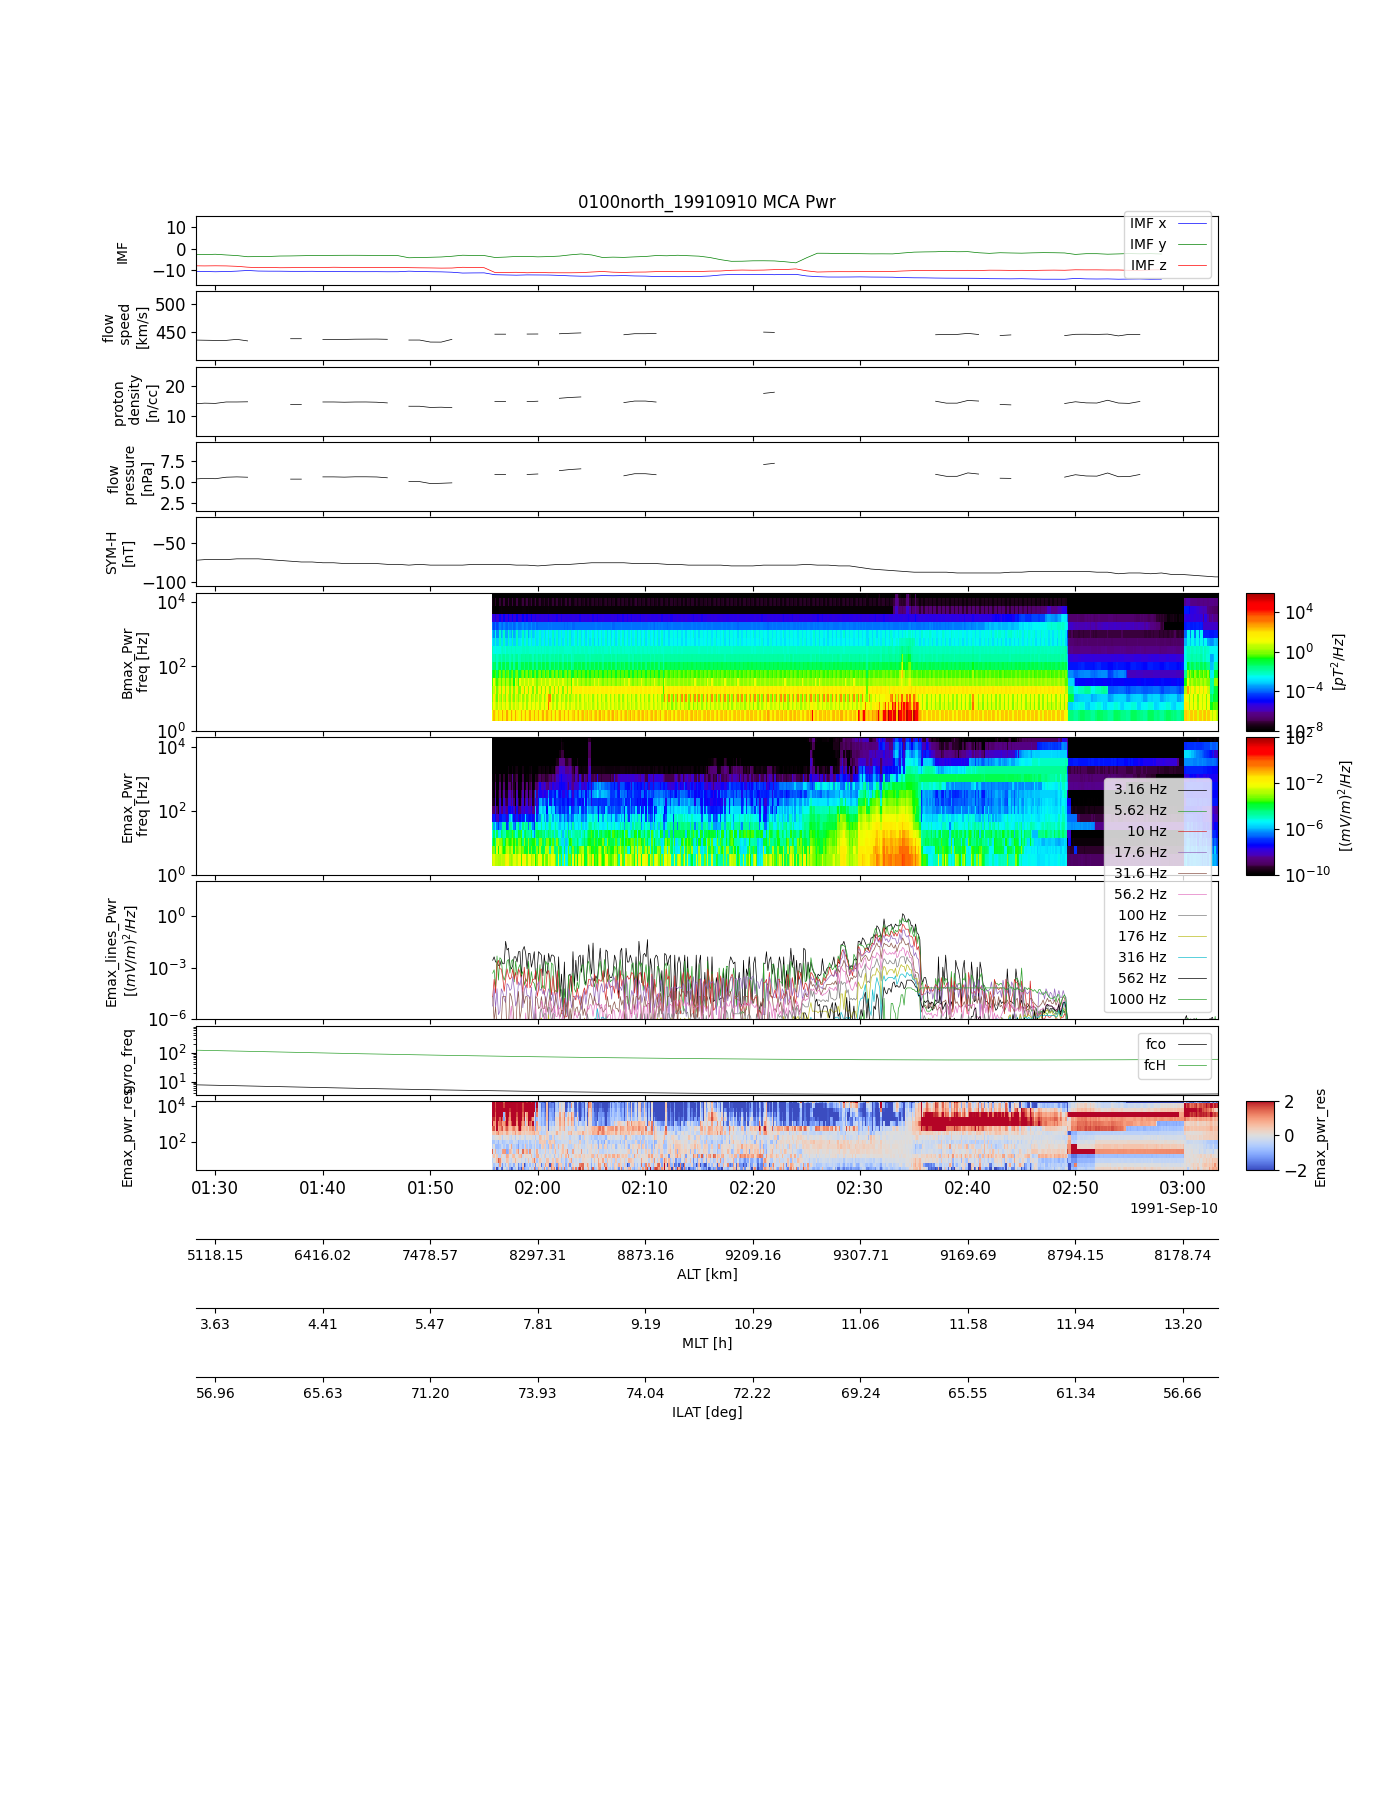 0100north_19910910 MCA Pwr
10
0
−10
IMF
IMF x
IMF y
IMF z
500
450
flow
speed
[km/s]
20
10
proton
density
[n/cc]
7.5
5.0
2.5
flow
pressure
[nPa]
−50
−100
SYM-H
[nT]
10^4
10^2
10^0
Bmax_Pwr
freq [Hz]
10^4
10^0
10^−4
10^−8
[pT^2/Hz]
10^4
10^2
10^0
Emax_Pwr
freq [Hz]
10^2
10^−2
10^−6
10^−10
[(mV/m)^2/Hz]
3.16 Hz
5.62 Hz
10 Hz
17.6 Hz
31.6 Hz
56.2 Hz
100 Hz
176 Hz
316 Hz
562 Hz
1000 Hz
10^0
10^−3
10^−6
Emax_lines_Pwr
[(mV/m)^2/Hz]
10^2
10^1
gyro_freq
fco
fcH
10^4
10^2
Emax_pwr_res
2
0
−2
Emax_pwr_res
01:30 01:40 01:50 02:00 02:10 02:20 02:30 02:40 02:50 03:00
1991-Sep-10
5118.15 6416.02 7478.57 8297.31 8873.16 9209.16 9307.71 9169.69 8794.15 8178.74
ALT [km]
3.63 4.41 5.47 7.81 9.19 10.29 11.06 11.58 11.94 13.20
MLT [h]
56.96 65.63 71.20 73.93 74.04 72.22 69.24 65.55 61.34 56.66
ILAT [deg]